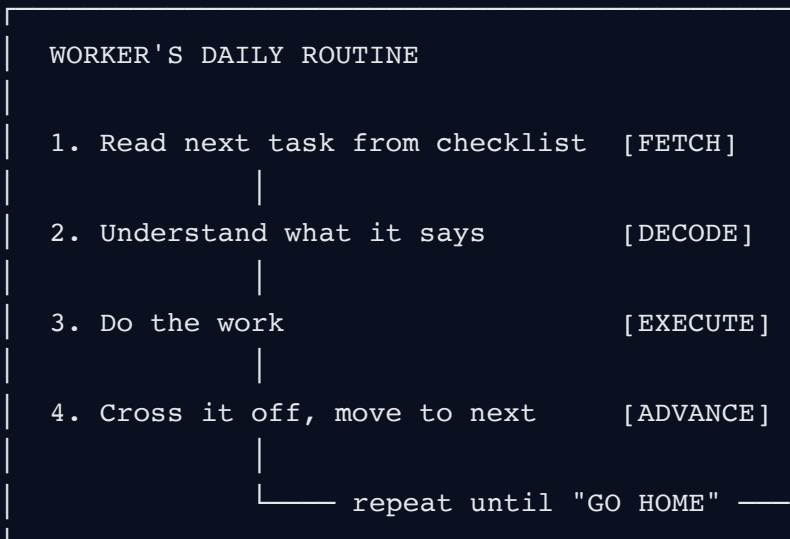 WORKER'S DAILY ROUTINE
1. Read next task from checklist [FETCH]
2. Understand what it says [DECODE]
3. Do the work [EXECUTE]
4. Cross it off, move to next [ADVANCE]
repeat until "GO HOME"